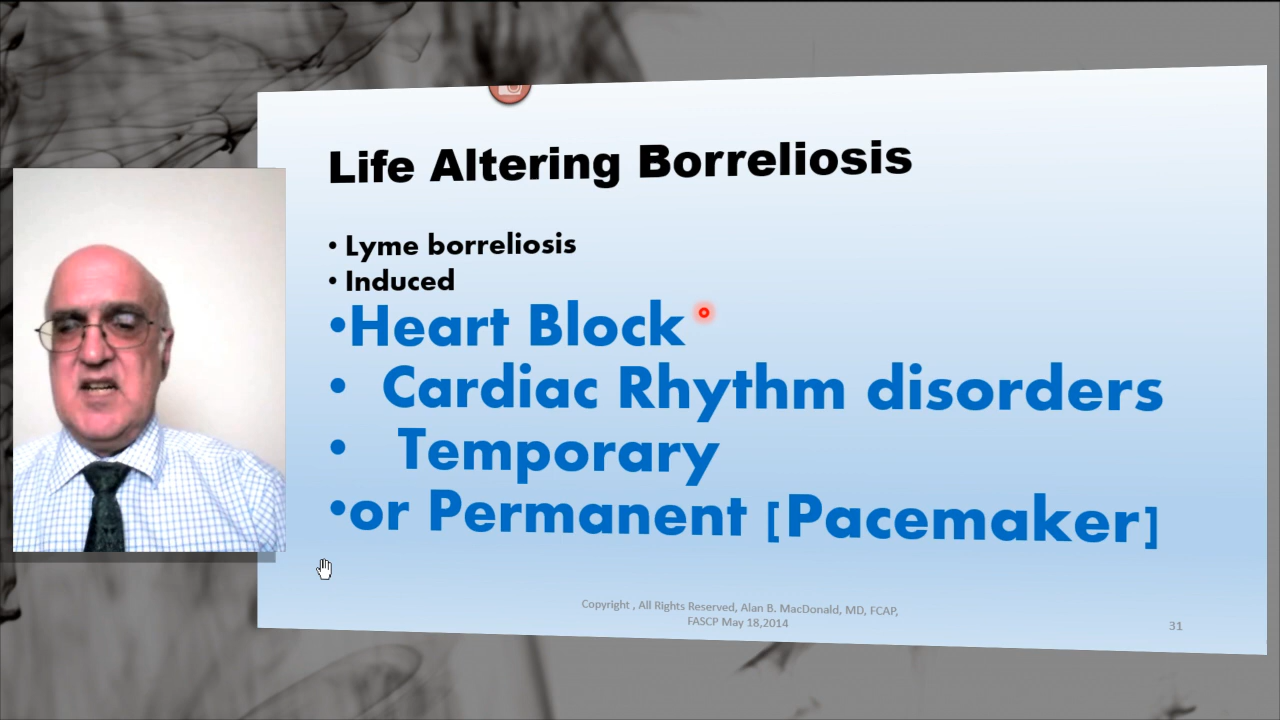 Life Altering Borreliosis
• Lyme borreliosis
• Induced
•Heart Block
• Cardiac Rhythm disorders
• Temporary
•or Permanent [Pacemaker]
Copyright , All Rights Reserved, Alan B. MacDonald, MD, FCAP,
FASCP May 18,2014
31